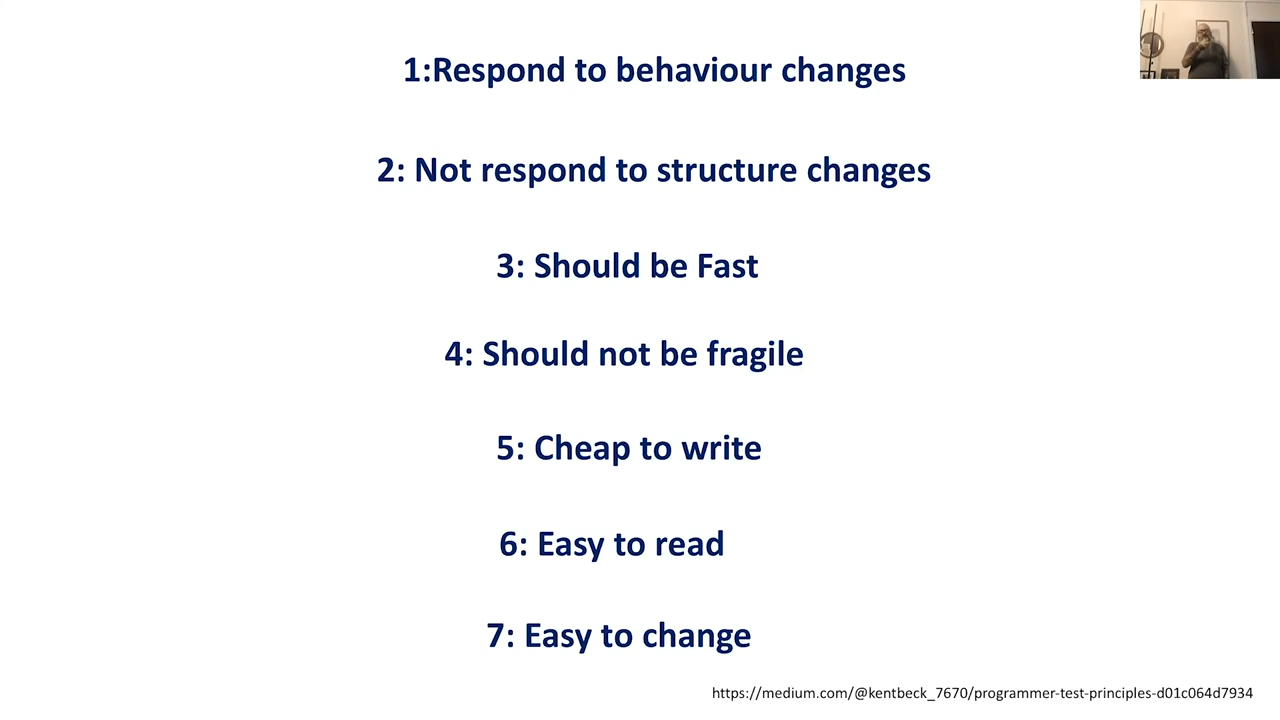 1:Respond to behaviour changes
2: Not respond to structure changes
3: Should be Fast
4: Should not be fragile
5: Cheap to write
6: Easy to read
7: Easy to change
https://medium.com/@kentbeck_7670/programmer-test-principles-d01c064d7934